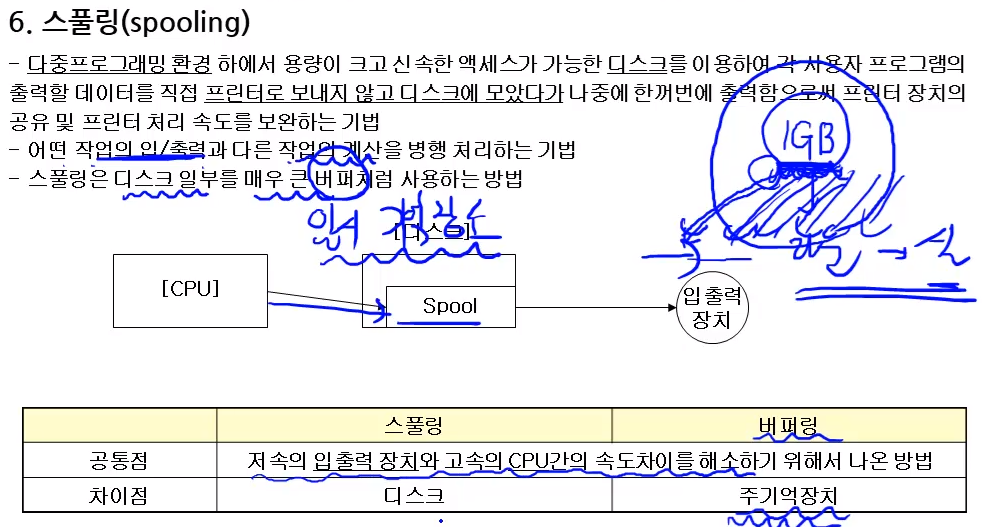 6. 스풀링(spooling)
- 다중프로그래밍 환경 하에서 용량이 크고 신속한 액세스가 가능한 디스크를 이용하여 각 사용자 프로그램의
출력할 데이터를 직접 프린터로 보내지 않고 디스크에 모았다가 나중에 한꺼번에 출력함으로써 프린터 장치의
공유 및 프린터 처리 속도를 보완하는 기법
- 어떤 작업의 입/출력과 다른 작업의 계산을 병행 처리하는 기법
- 스풀링은 디스크 일부를 매우 큰 버퍼처럼 사용하는 방법
1GB
임시 기억장소
[디스크]
[CPU]
Spool
입출력
장치
스풀링 버퍼링
공통점 저속의 입출력 장치와 고속의 CPU간의 속도차이를 해소하기 위해서 나온 방법
차이점 디스크 주기억장치